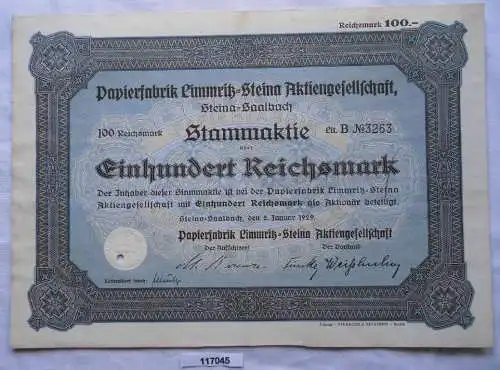 Reichsmark 100.-
Papierfabrik Limmritz-Steina Aktiengesellschaft,
Steina-Saalbach
100 Reichsmark Stammaktie Lit. B №3263
über
Einhundert Reichsmark
Der Inhaber dieser Stammaktie ist bei der Papierfabrik Limmritz-Steina
Aktiengesellschaft mit Einhundert Reichsmark als Aktionär beteiligt.
Steina-Saalbach, den 2. Januar 1929.
Papierfabrik Limmritz-Steina Aktiengesellschaft
Der Aufsichtsrat Der Vorstand
117045